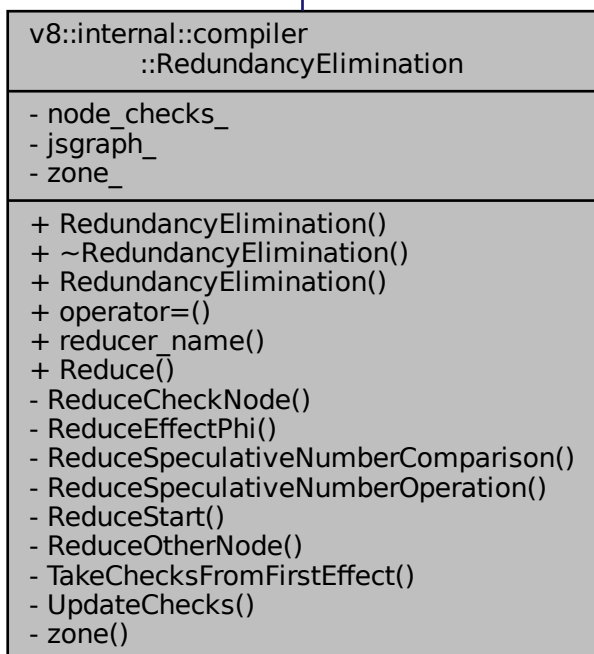 v8::internal::compiler
::RedundancyElimination
- node_checks_
- jsgraph_
- zone_
+ RedundancyElimination()
+ ~RedundancyElimination()
+ RedundancyElimination()
+ operator=()
+ reducer_name()
+ Reduce()
- ReduceCheckNode()
- ReduceEffectPhi()
- ReduceSpeculativeNumberComparison()
- ReduceSpeculativeNumberOperation()
- ReduceStart()
- ReduceOtherNode()
- TakeChecksFromFirstEffect()
- UpdateChecks()
- zone()